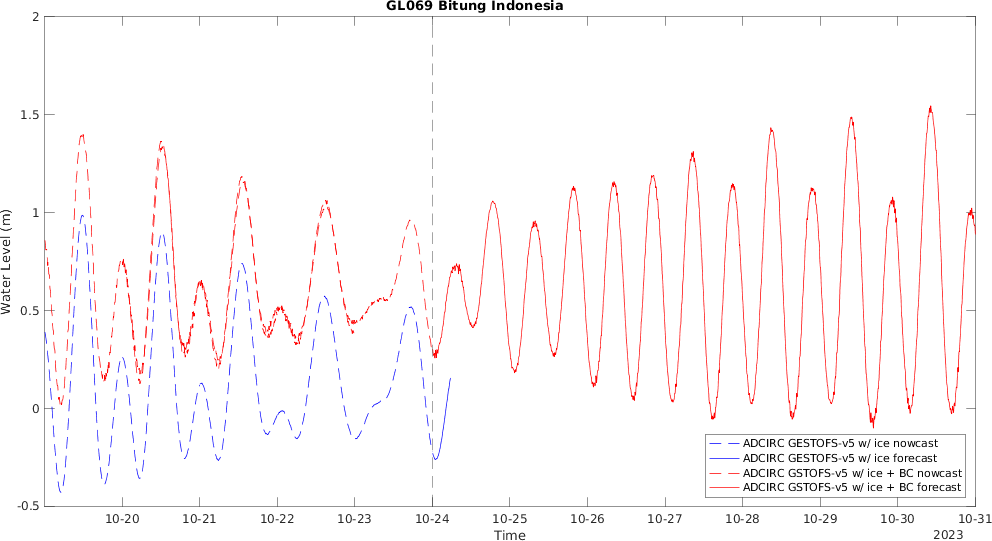 GL069 Bitung Indonesia
2
1.5
1
0.5
0
-0.5
Water Level (m)
10-20 10-21 10-22 10-23 10-24 10-25 10-26 10-27 10-28 10-29 10-30 10-31
Time
2023
ADCIRC GESTOFS-v5 w/ ice nowcast
ADCIRC GESTOFS-v5 w/ ice forecast
ADCIRC GSTOFS-v5 w/ ice + BC nowcast
ADCIRC GSTOFS-v5 w/ ice + BC forecast